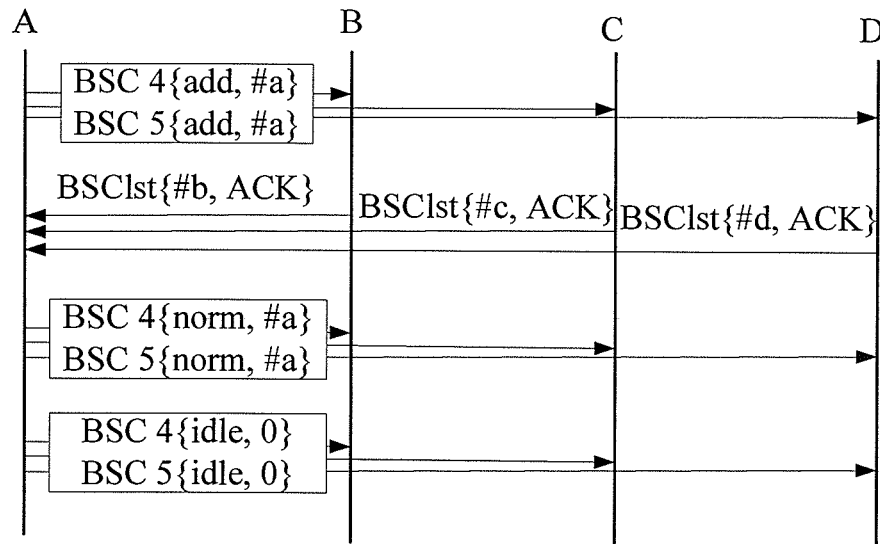 A
B
C
D
BSC 4{add, #a}
BSC 5{add, #a}
BSClst{#b, ACK}
BSClst{#c, ACK}
BSClst{#d, ACK}
BSC 4{norm, #a}
BSC 5{norm, #a}
BSC 4{idle, 0}
BSC 5{idle, 0}